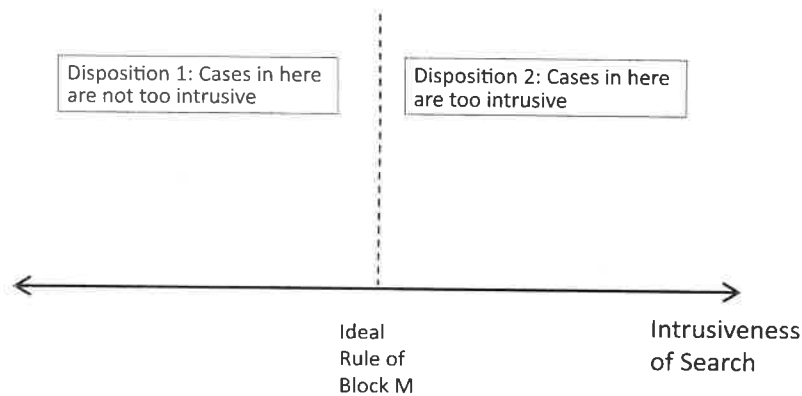 Disposition 1: Cases in here
are not too intrusive
Disposition 2: Cases in here
are too intrusive
Ideal
Rule of
Block M
Intrusiveness
of Search